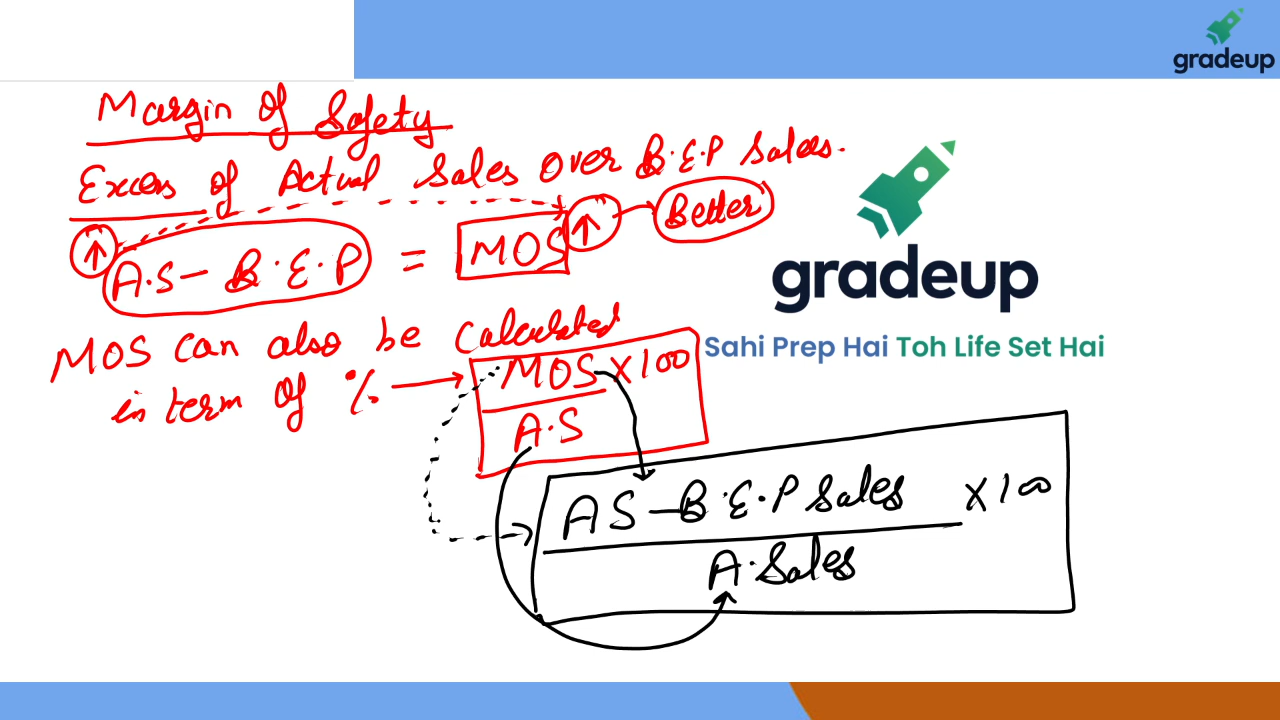 gradeup
Margin of Safety
Excess of Actual Sales Over B.E.P Sales.
↑ A.S - B.E.P = MOS ↑ Better
gradeup
Sahi Prep Hai Toh Life Set Hai
MOS can also be Calculated
in term of % → MOS × 100
A.S
AS - B.E.P Sales × 100
A. Sales